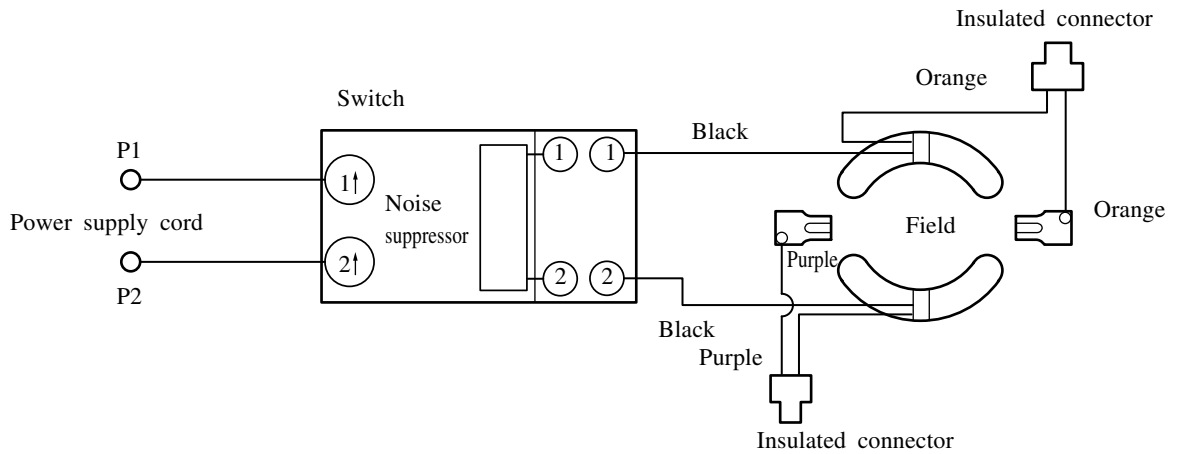 Insulated connector
Orange
Switch
Black
P1
1↑
Noise
suppressor
1
1
Power supply cord
Field
Orange
2↑
Purple
2
2
P2
Black
Purple
Insulated connector